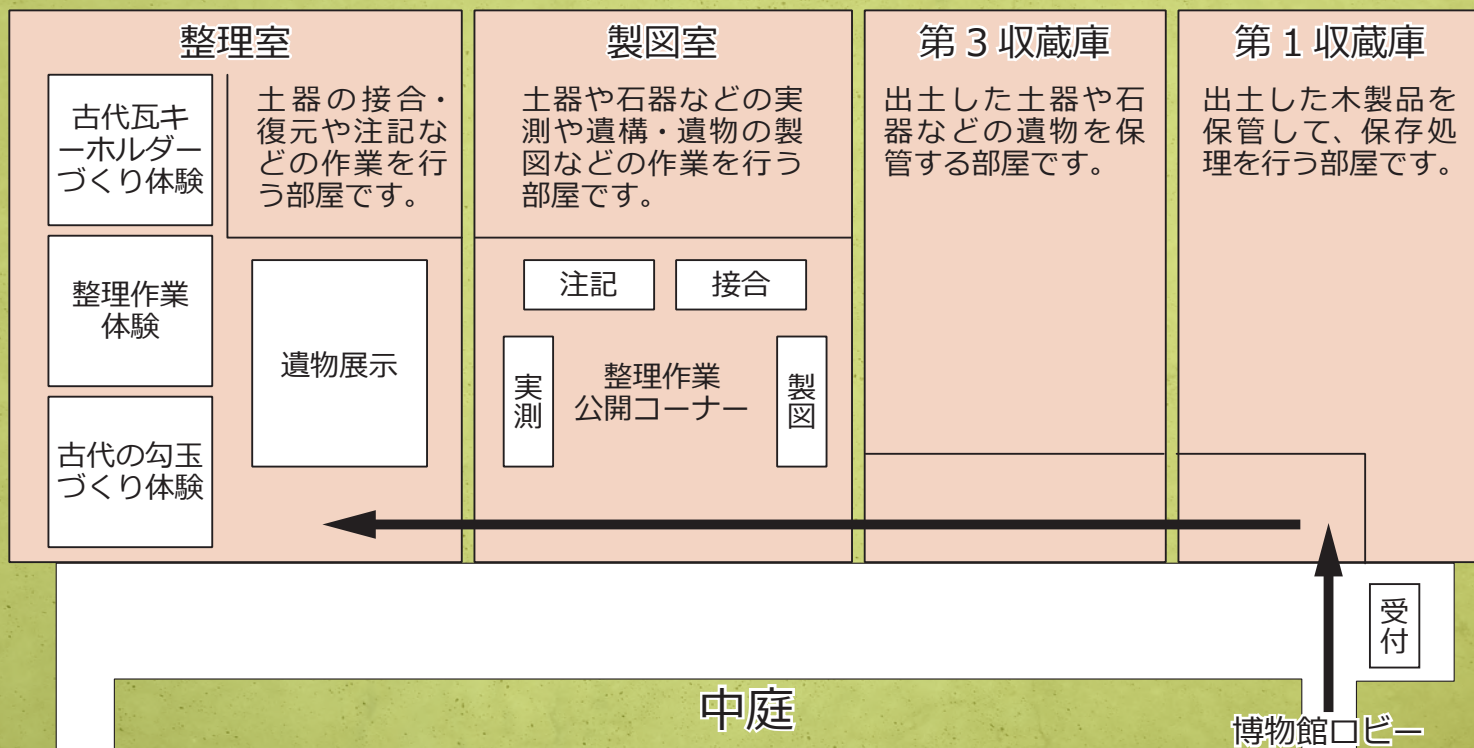 整理室
古代瓦キ
ーホルダー
づくり体験
整理作業
体験
古代の勾玉
づくり体験
土器の接合・
復元や注記な
どの作業を行
う部屋です。
遺物展示
製図室
土器や石器などの実
測や遺構・遺物の製
図などの作業を行う
部屋です。
注記
接合
実測
整理作業
公開コーナー
製図
第3収蔵庫
出土した土器や石
器などの遺物を保
管する部屋です。
第1収蔵庫
出土した木製品を
保管して、保存処
理を行う部屋です。
受付
中庭
博物館ロビー